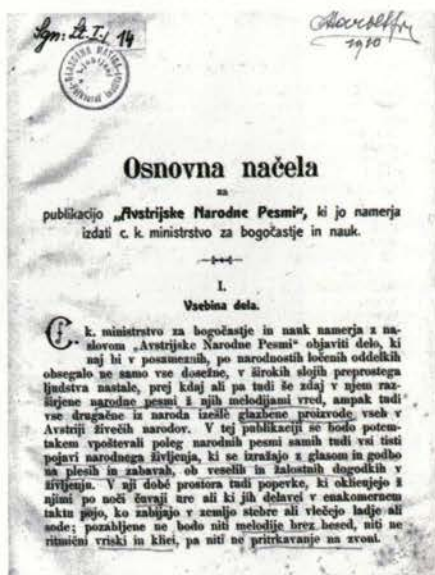 Sgn: Lt. I./ 14
1910
Osnovna načela
za
publikacijo „Avstrijske Narodne Pesmi“, ki jo namerja
izdati c. k. ministrstvo za bogočastje in nauk.
I.
Vsebina dela.
C. k. ministrstvo za bogočastje in nauk namerja z na-
slovom „Avstrijske Narodne Pesmi“ objaviti delo, ki
naj bi v posameznih, po narodnostih ločenih oddelkih
obsegalo ne samo vse dosežne, v širokih slojih preprostega
ljudstva nastale, prej kdaj ali pa tudi še zdaj v njem raz-
širjene narodne pesmi ž njih melodijami vred, ampak tudi
vse drugačne iz naroda izešlé glazbene proizvode vseh v
Avstriji živečih narodov. V tej publikaciji se bodo potem-
takem vpoštevali poleg narodnih pesmi samih tudi vsi tisti
pojavi narodnega življenja, ki se izražajo z glasom in godbo
na plesih in zabavah, ob veselih in žalostnih dogodkih v
življenju. V nji dobé prostora tudi popevke, ki oklicujejo ž
njimi po noči čuvaji ure ali ki jih delavci v enakomernem
taktu pojo, ko zabijajo v zemljo stebre ali vlečejo ladje ali
sode; pozabljene ne bodo niti melodije brez besed, niti ne
ritmični vriski in klici, pa niti ne pritrkavanje na zvoni.